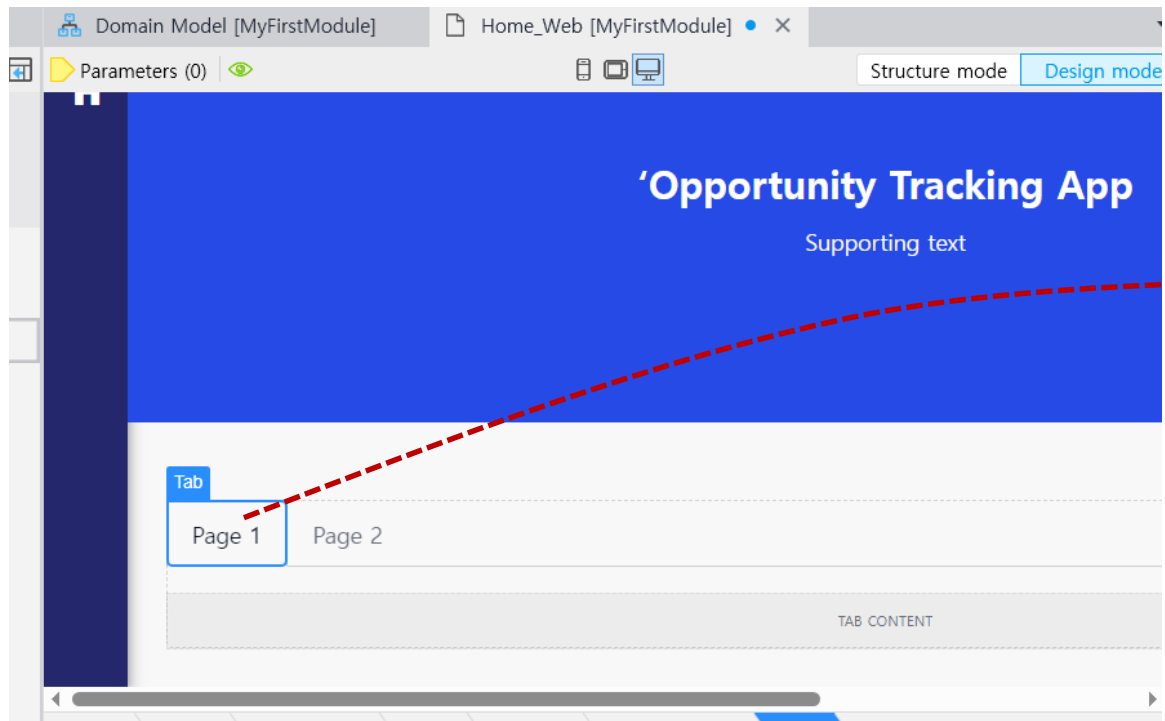 Domain Model [MyFirstModule]
Home_Web [MyFirstModule]
Parameters (0)
Structure mode
Design mode
‘Opportunity Tracking App
Supporting text
Tab
Page 1
Page 2
TAB CONTENT